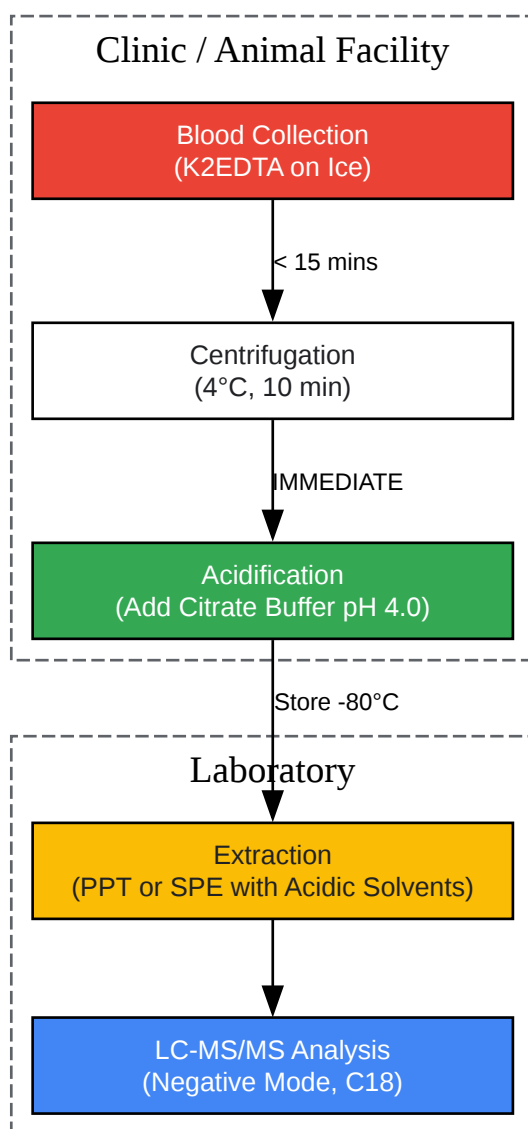 Clinic / Animal Facility
Blood Collection
(K2EDTA on Ice)
< 15 mins
Centrifugation
(4°C, 10 min)
IMMEDIATE
Acidification
(Add Citrate Buffer pH 4.0)
Store -80°C
Laboratory
Extraction
(PPT or SPE with Acidic Solvents)
LC-MS/MS Analysis
(Negative Mode, C18)